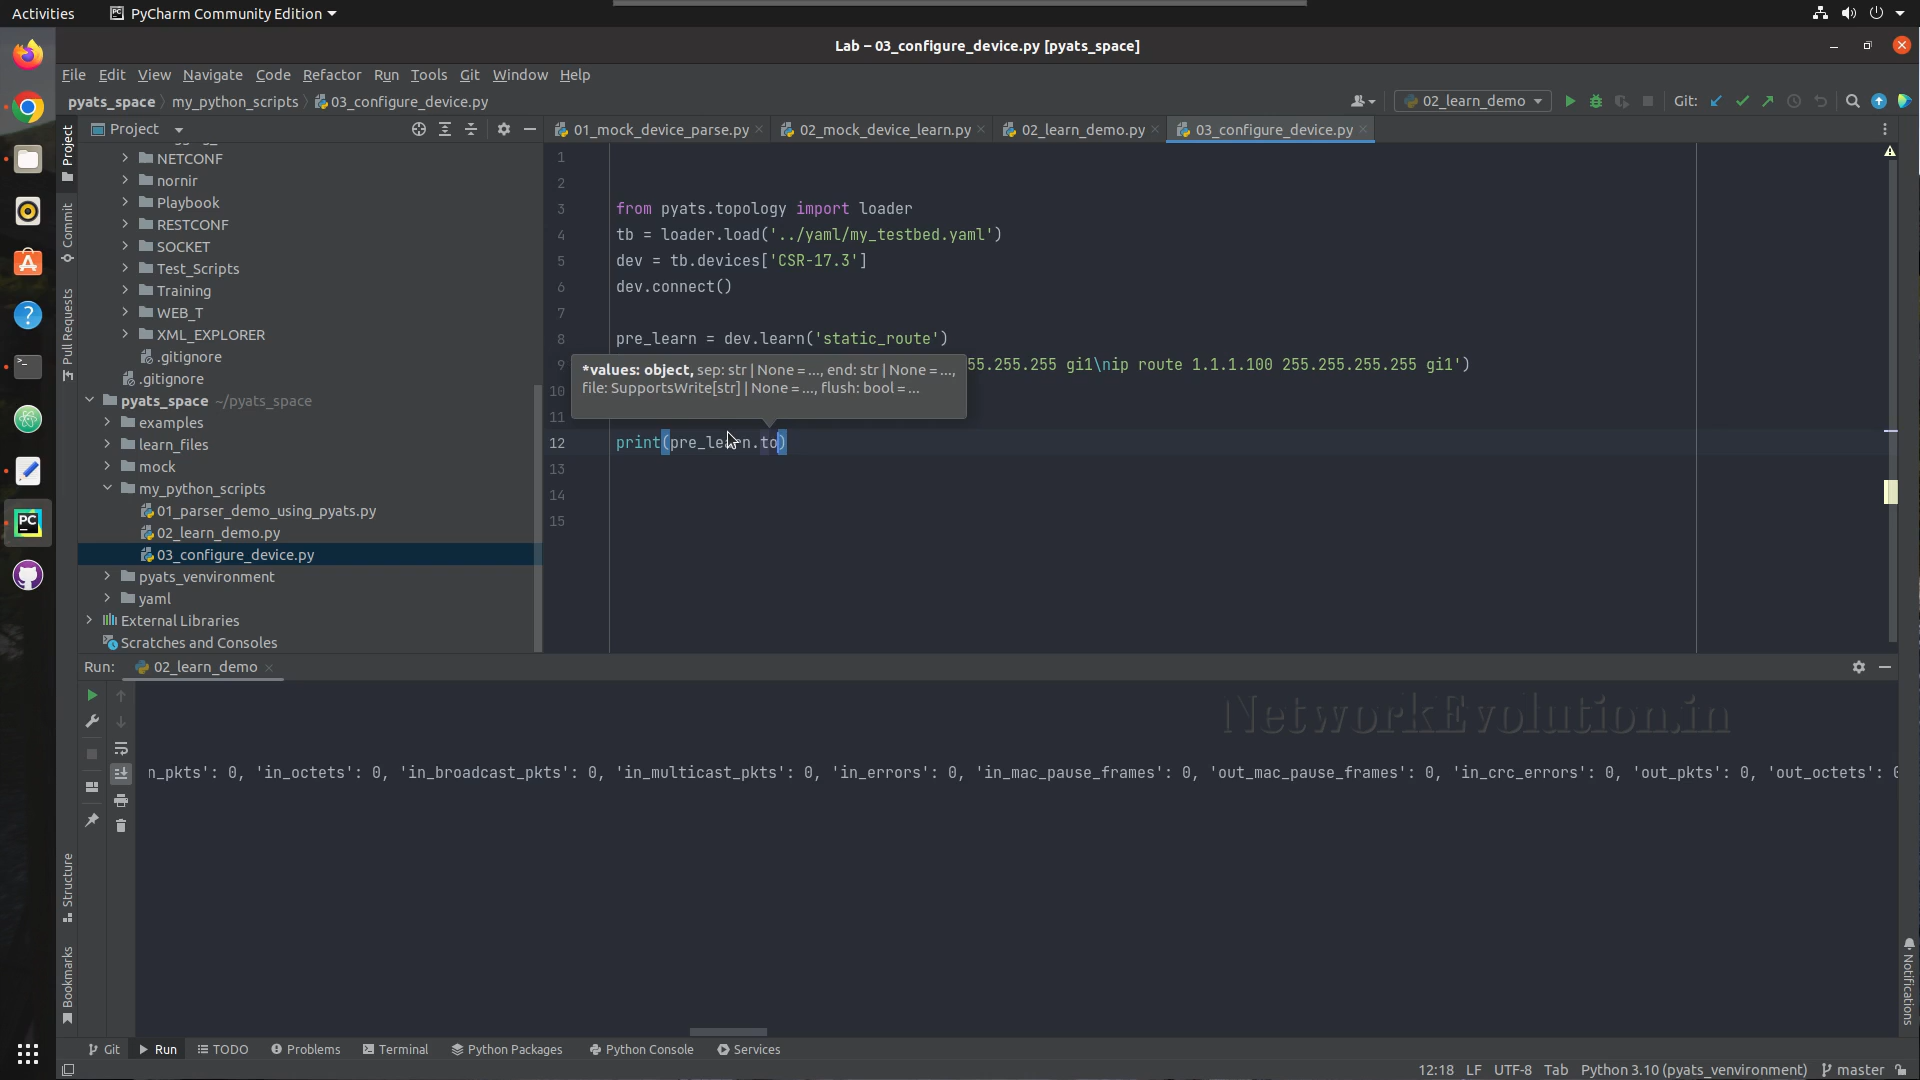 Activities
PyCharm Community Edition
Lab – 03_configure_device.py [pyats_space]
File Edit View Navigate Code Refactor Run Tools Git Window Help
pyats_space my_python_scripts 03_configure_device.py
02_learn_demo
Git:
Project
01_mock_device_parse.py
02_mock_device_learn.py
02_learn_demo.py
03_configure_device.py
Project
Commit
Pull Requests
Structure
Bookmarks
Notifications
NETCONF
nornir
Playbook
RESTCONF
SOCKET
Test_Scripts
Training
WEB_T
XML_EXPLORER
.gitignore
.gitignore
pyats_space ~/pyats_space
examples
learn_files
mock
my_python_scripts
01_parser_demo_using_pyats.py
02_learn_demo.py
03_configure_device.py
pyats_venvironment
yaml
External Libraries
Scratches and Consoles
1
2
3 from pyats.topology import loader
4 tb = loader.load('../yaml/my_testbed.yaml')
5 dev = tb.devices['CSR-17.3']
6 dev.connect()
7
8 pre_learn = dev.learn('static_route')
9 55.255.255 gi1\nip route 1.1.1.100 255.255.255.255 gi1')
*values: object, sep: str | None = ..., end: str | None = ...,
file: SupportsWrite[str] | None = ..., flush: bool = ...
10
11
12 print(pre_learn.to)
13
14
15
Run: 02_learn_demo
NetworkEvolution.in
n_pkts': 0, 'in_octets': 0, 'in_broadcast_pkts': 0, 'in_multicast_pkts': 0, 'in_errors': 0, 'in_mac_pause_frames': 0, 'out_mac_pause_frames': 0, 'in_crc_errors': 0, 'out_pkts': 0, 'out_octets': 0
Git Run TODO Problems Terminal Python Packages Python Console Services
12:18 LF UTF-8 Tab Python 3.10 (pyats_venvironment) master